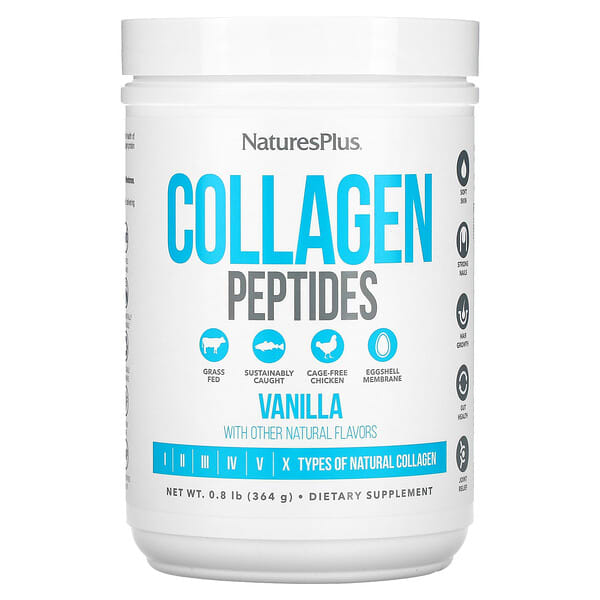 NaturesPlus.
COLLAGEN
PEPTIDES
GRASS
FED
SUSTAINABLY
CAUGHT
CAGE-FREE
CHICKEN
EGGSHELL
MEMBRANE
VANILLA
WITH OTHER NATURAL FLAVORS
I | II | III | IV | V | X TYPES OF NATURAL COLLAGEN
NET WT. 0.8 lb (364 g) • DIETARY SUPPLEMENT
SOFT
SKIN
STRONG
NAILS
HAIR
GROWTH
GUT
HEALTH
JOINT
RELIEF